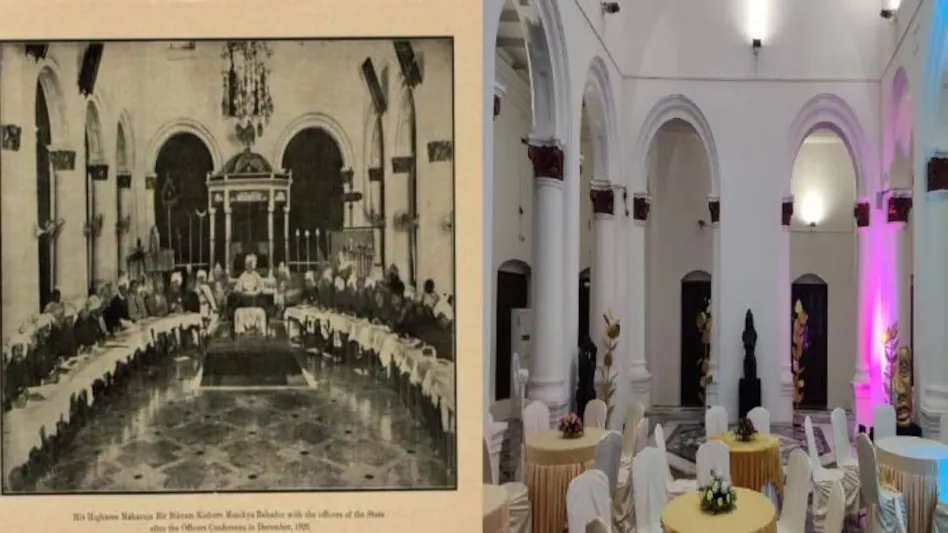 His Highness Maharaja Bir Bikram Kishore Manikya Bahadur with the officers of the State
after the Officers Conference in December, 1928.